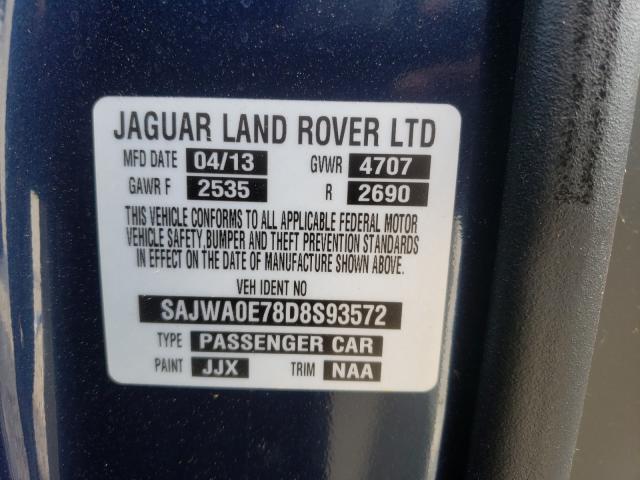 JAGUAR LAND ROVER LTD
MFD DATE 04/13 GVWR 4707
GAWR F 2535 R 2690
THIS VEHICLE CONFORMS TO ALL APPLICABLE FEDERAL MOTOR
VEHICLE SAFETY,BUMPER AND THEFT PREVENTION STANDARDS
IN EFFECT ON THE DATE OF MANUFACTURE SHOWN ABOVE.
VEH IDENT NO
SAJWA0E78D8S93572
TYPE PASSENGER CAR
PAINT JJX TRIM NAA